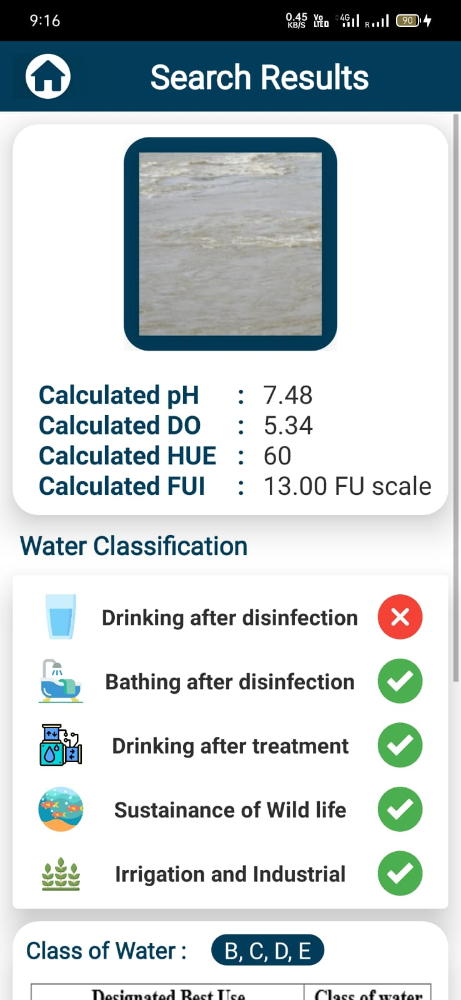 9:16
0.45 KB/S Vo LTED 4G R 90
Search Results
Calculated pH : 7.48
Calculated DO : 5.34
Calculated HUE : 60
Calculated FUI : 13.00 FU scale
Water Classification
Drinking after disinfection
Bathing after disinfection
Drinking after treatment
Sustainance of Wild life
Irrigation and Industrial
Class of Water : B, C, D, E
Designated Best Use Class of water